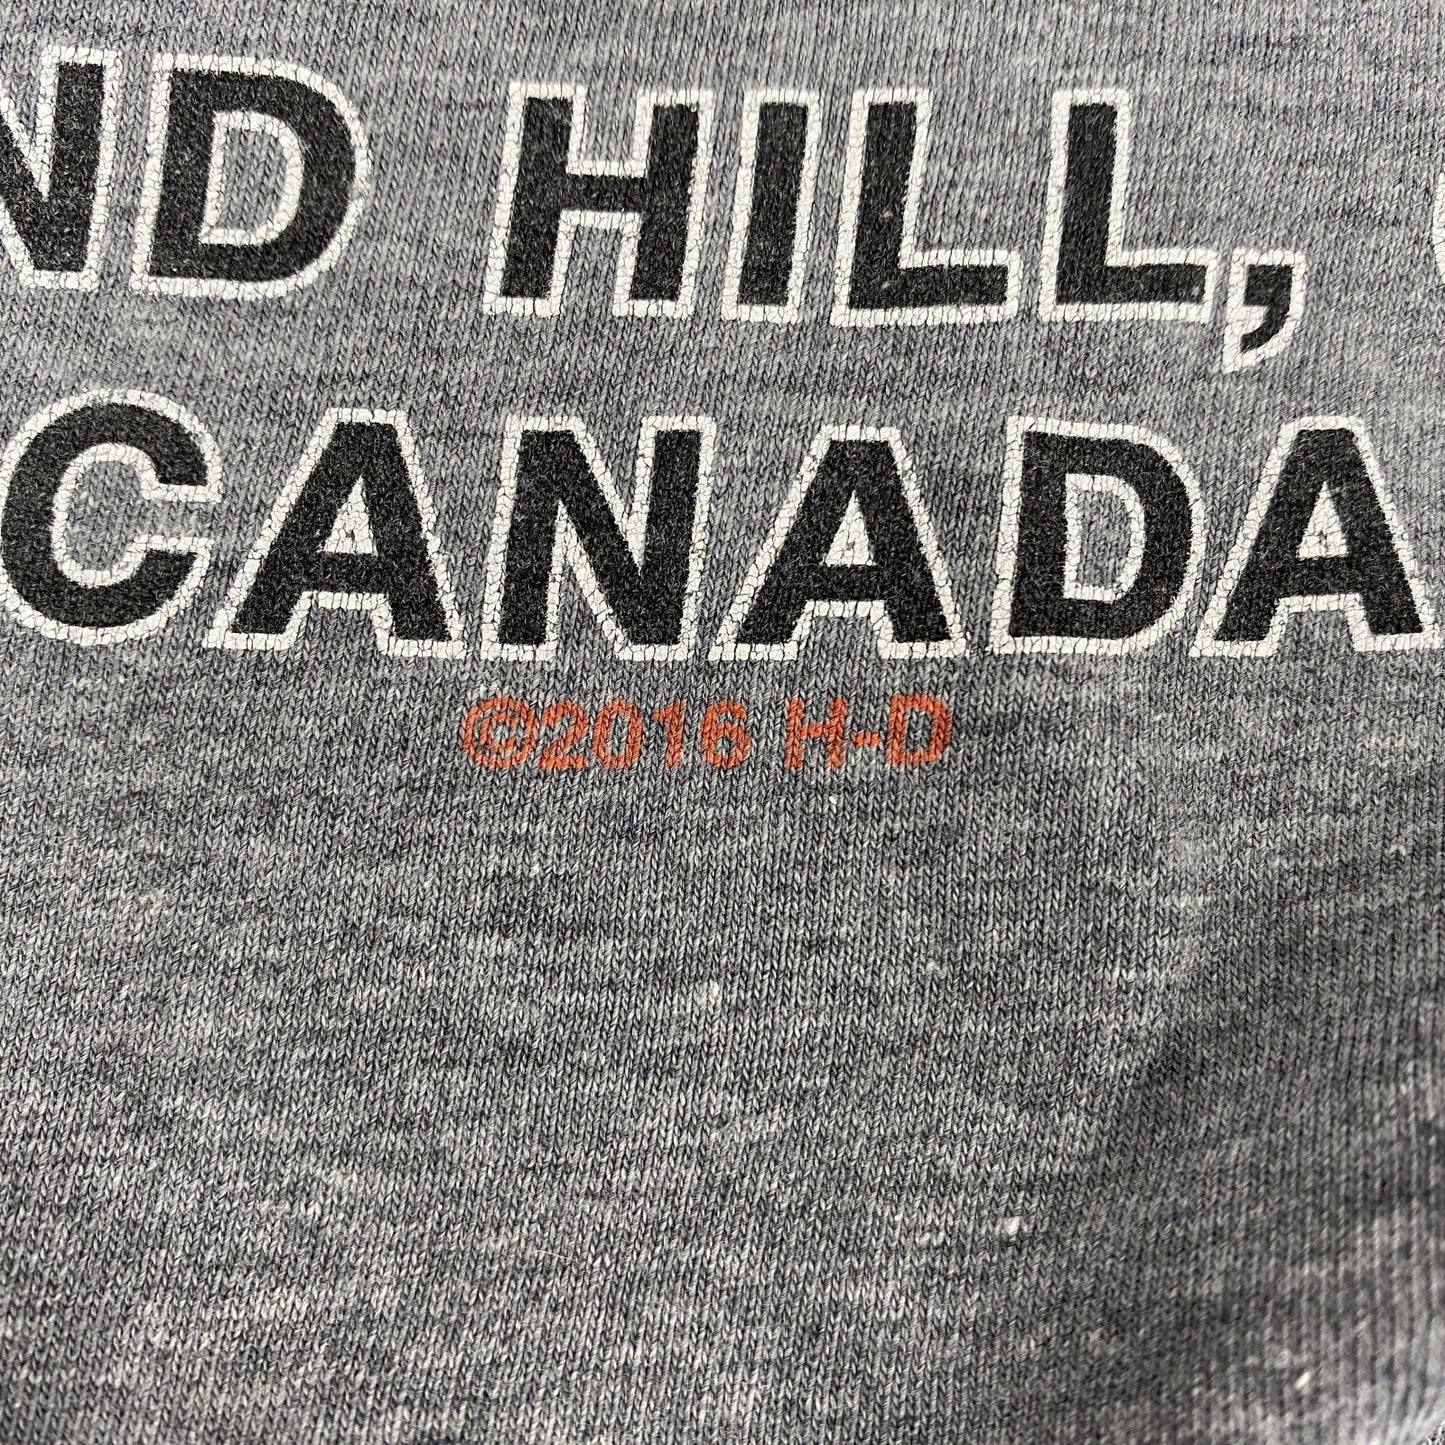 ND HILL,
CANADA
©2016 H-D